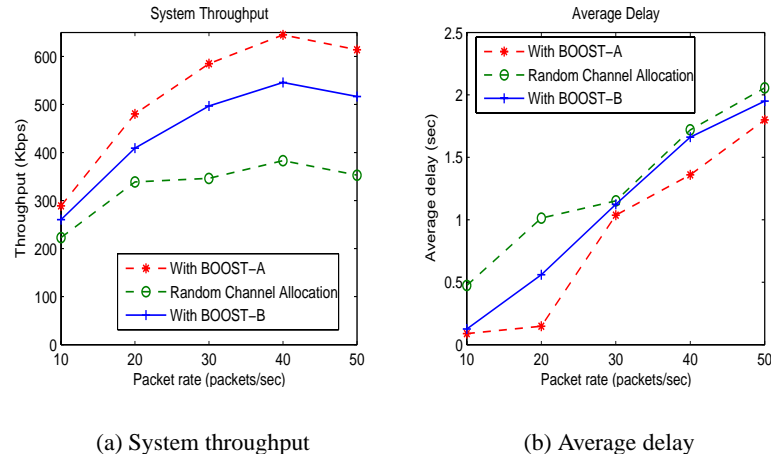 System Throughput
Throughput (Kbps)
0
100
200
300
400
500
600
10
20
30
40
50
Packet rate (packets/sec)
With BOOST-A
Random Channel Allocation
With BOOST-B
(a) System throughput
Average Delay
Average delay (sec)
0
0.5
1
1.5
2
2.5
10
20
30
40
50
Packet rate (packets/sec)
With BOOST-A
Random Channel Allocation
With BOOST-B
(b) Average delay